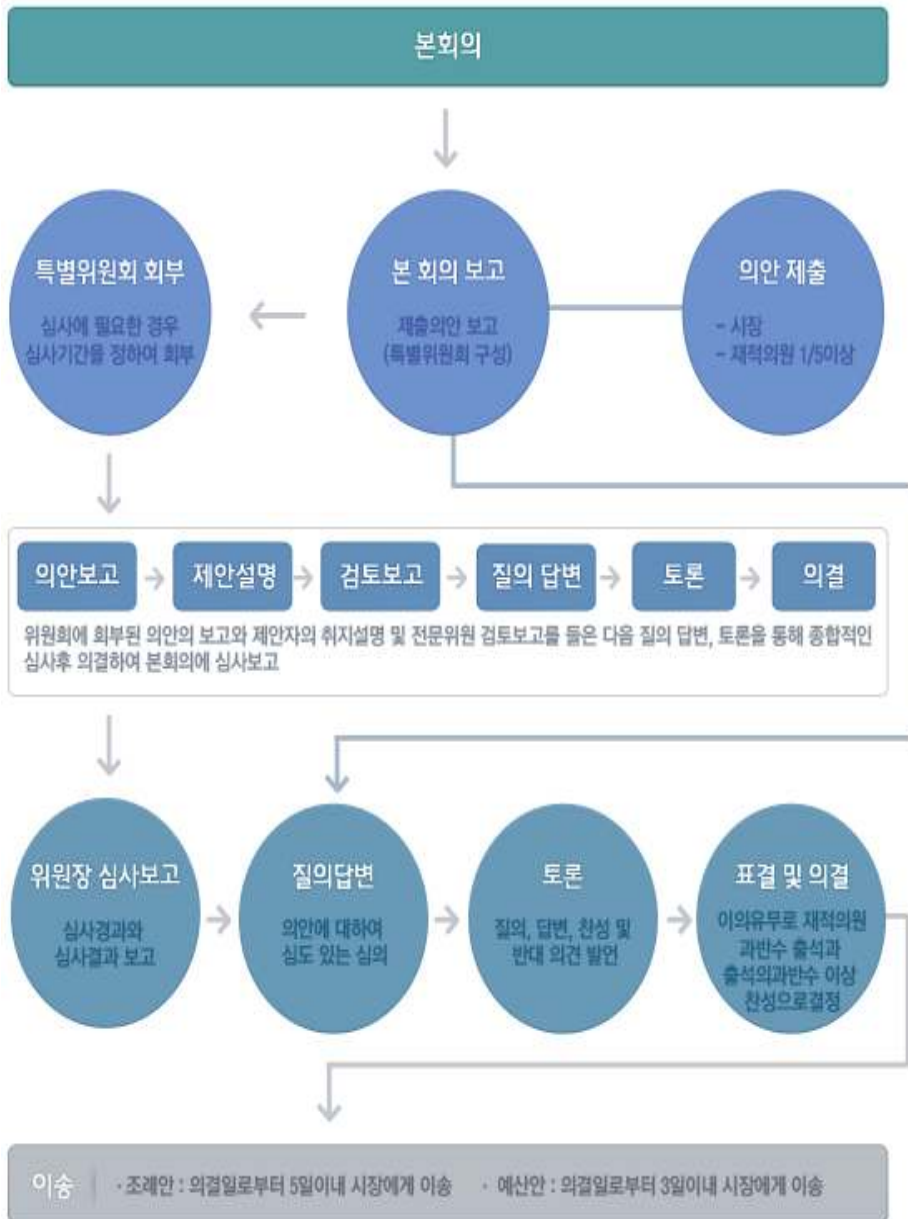 본회의
특별위원회 회부
심사에 필요한 경우
심사기간을 정하여 회부
본 회의 보고
제출의안 보고
(특별위원회 구성)
의안 제출
- 시장
- 재적의원 1/5이상
의안보고
제안설명
검토보고
질의 답변
토론
의결
위원회에 회부된 의안의 보고와 제안자의 취지설명 및 전문위원 검토보고를 들은 다음 질의 답변, 토론을 통해 종합적인
심사후 의결하여 본회의에 심사보고
위원장 심사보고
심사경과와
심사결과 보고
질의답변
의안에 대하여
심도 있는 심의
토론
질의, 답변, 찬성 및
반대 의견 발언
표결 및 의결
이의유무로 재적의원
과반수 출석과
출석의과반수 이상
찬성으로결정
이송
· 조례안 : 의결일로부터 5일이내 시장에게 이송
· 예산안 : 의결일로부터 3일이내 시장에게 이송